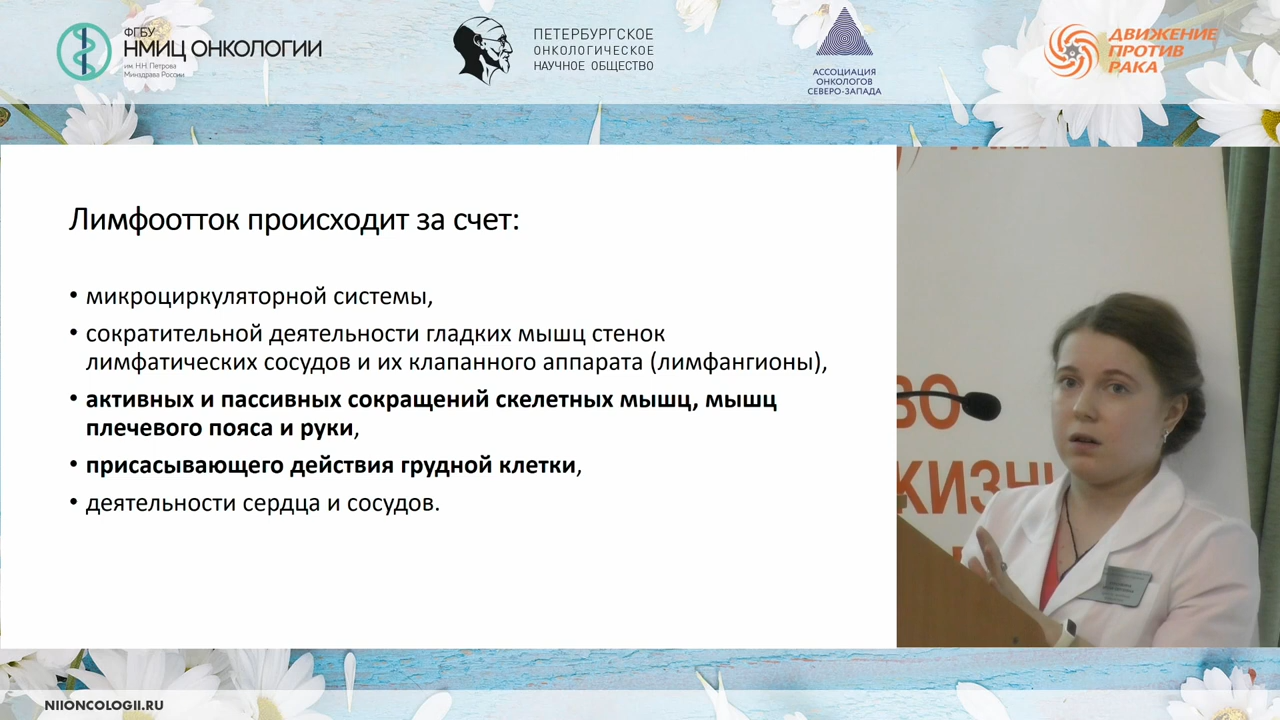 ФГБУ
НМИЦ ОНКОЛОГИИ
им. Н.Н. Петрова
Минздрава России
ПЕТЕРБУРГСКОЕ
ОНКОЛОГИЧЕСКОЕ
НАУЧНОЕ ОБЩЕСТВО
АССОЦИАЦИЯ
ОНКОЛОГОВ
СЕВЕРО-ЗАПАДА
ДВИЖЕНИЕ
ПРОТИВ
РАКА
Лимфоотток происходит за счет:
• микроциркуляторной системы,
• сократительной деятельности гладких мышц стенок
лимфатических сосудов и их клапанного аппарата (лимфангионы),
• активных и пассивных сокращений скелетных мышц, мышц
плечевого пояса и руки,
• присасывающего действия грудной клетки,
• деятельности сердца и сосудов.
NIIONCOLOGII.RU